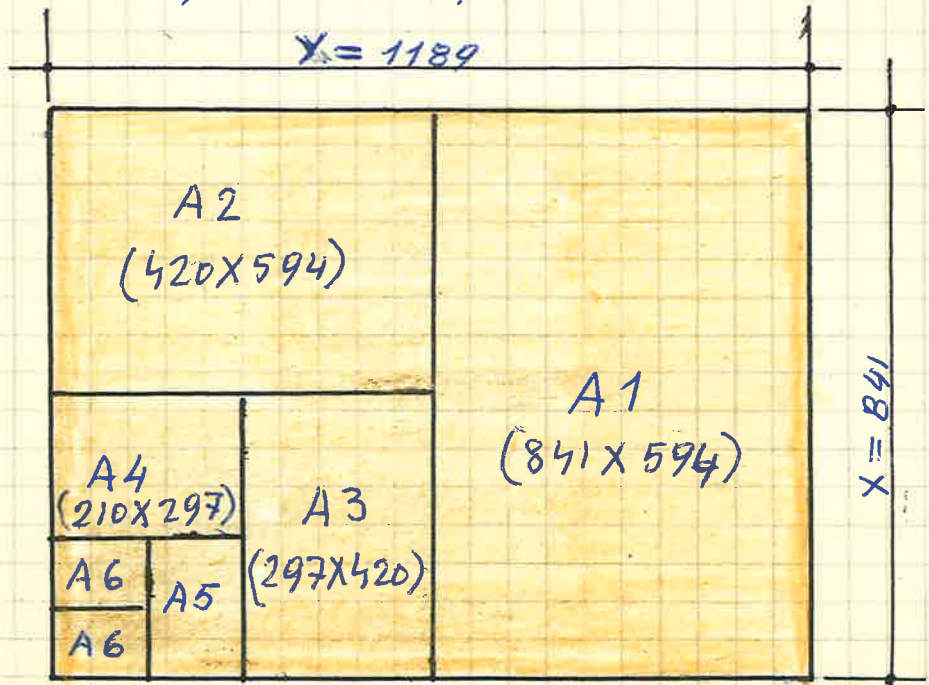 X = 1189
A2
(420X594)
A1
(841X594)
X = 841
A4
(210X297)
A3
(297X420)
A6
A5
A6